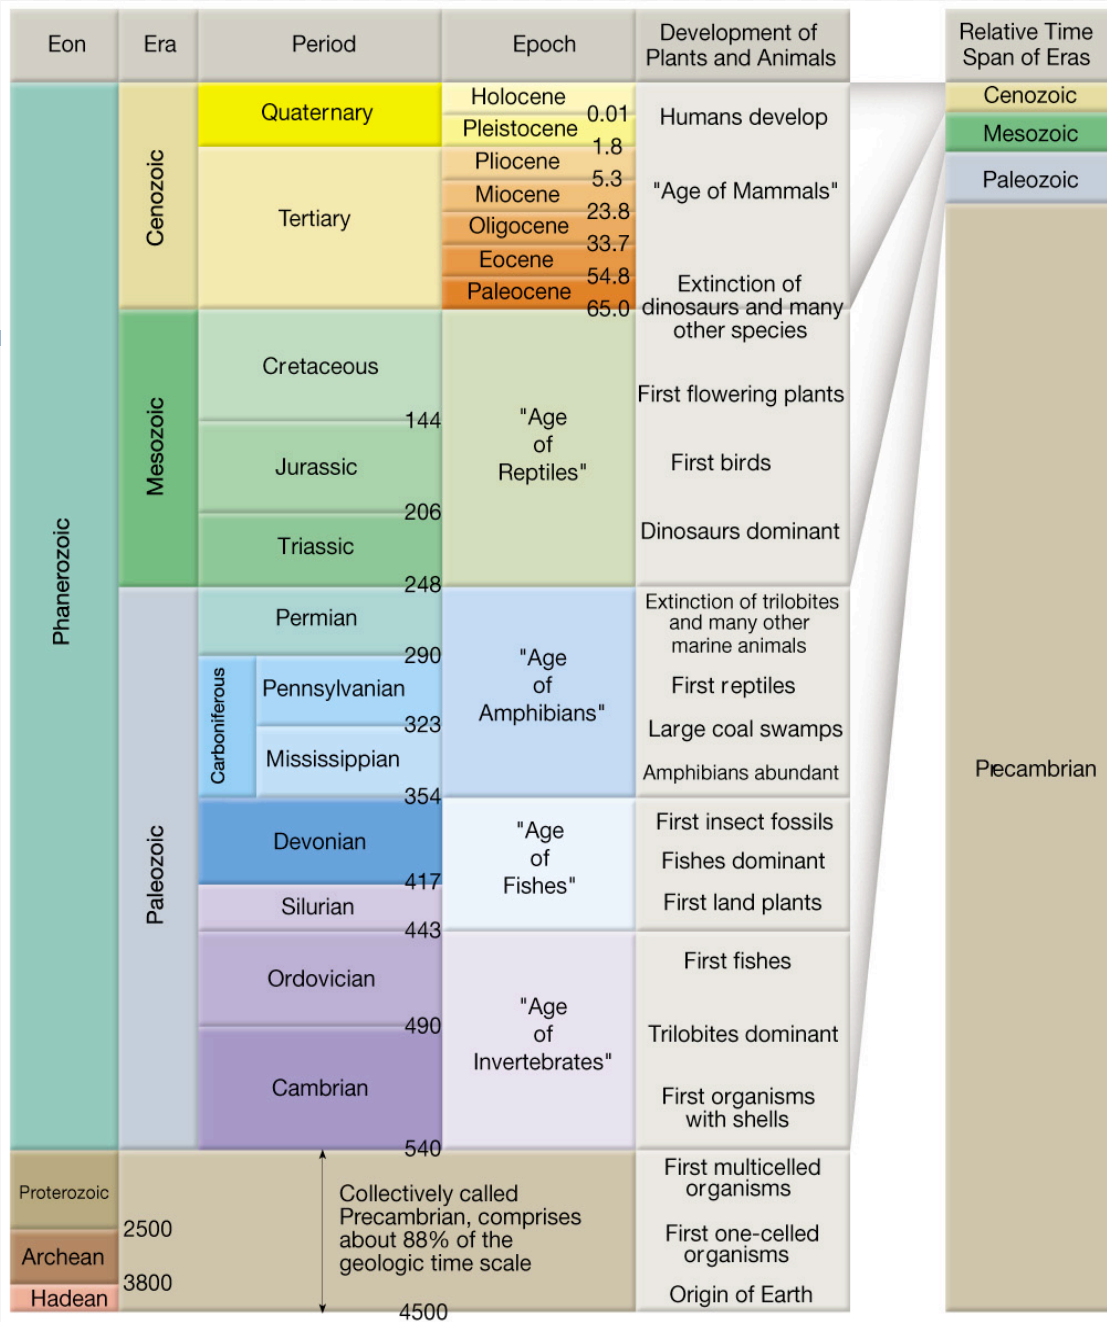 Eon
Era
Period
Epoch
Development of
Plants and Animals
Relative Time
Span of Eras
Phanerozoic
Cenozoic
Quaternary
Holocene
0.01
Pleistocene
1.8
Tertiary
Pliocene
5.3
Miocene
23.8
Oligocene
33.7
Eocene
54.8
Paleocene
65.0
Humans develop
"Age of Mammals"
Extinction of
dinosaurs and many
other species
Mesozoic
Cretaceous
144
Jurassic
206
Triassic
248
"Age
of
Reptiles"
First flowering plants
First birds
Dinosaurs dominant
Paleozoic
Permian
290
Carboniferous
Pennsylvanian
323
Mississippian
354
"Age
of
Amphibians"
Extinction of trilobites
and many other
marine animals
First reptiles
Large coal swamps
Amphibians abundant
Devonian
417
Silurian
443
"Age
of
Fishes"
First insect fossils
Fishes dominant
First land plants
Ordovician
490
Cambrian
540
"Age
of
Invertebrates"
First fishes
Trilobites dominant
First organisms
with shells
Proterozoic
2500
Archean
3800
Hadean
Collectively called
Precambrian, comprises
about 88% of the
geologic time scale
4500
First multicelled
organisms
First one-celled
organisms
Origin of Earth
Cenozoic
Mesozoic
Paleozoic
Precambrian